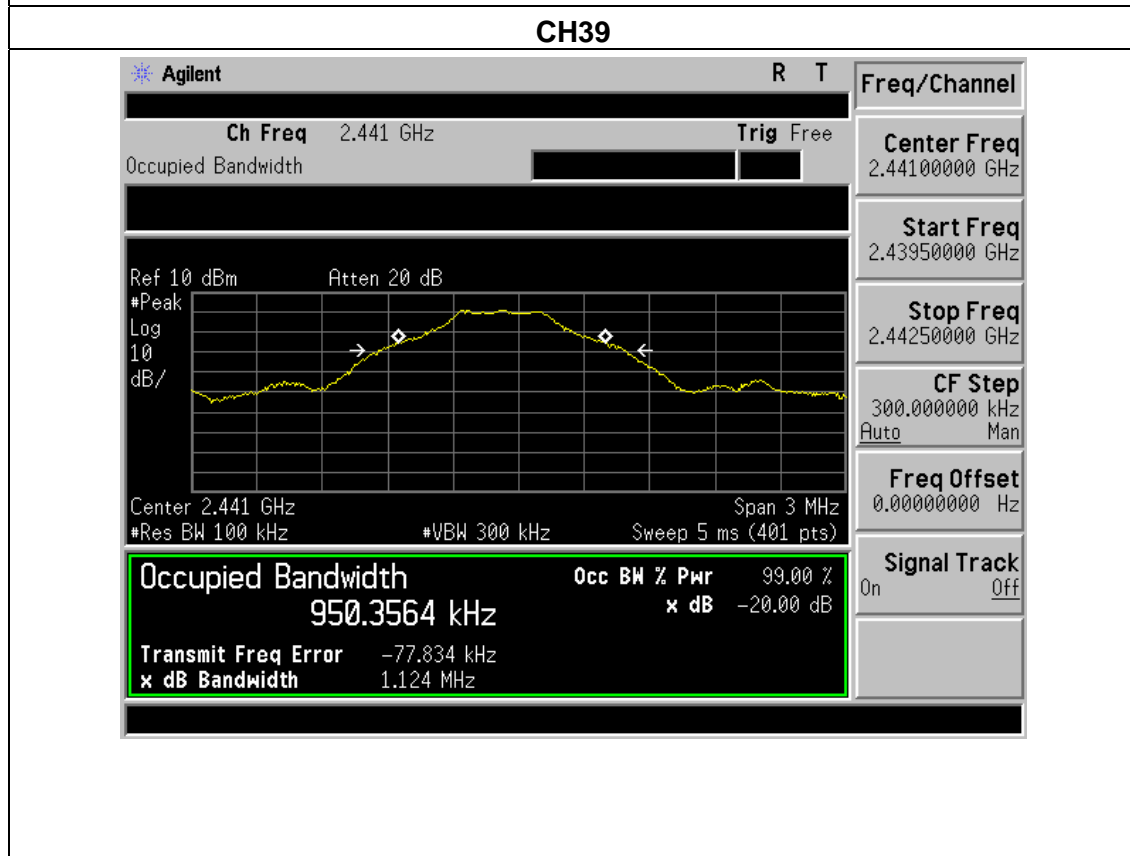 CH39
Agilent R T
Freq/Channel
Ch Freq 2.441 GHz Trig Free
Occupied Bandwidth
Center Freq
2.44100000 GHz
Start Freq
2.43950000 GHz
Ref 10 dBm Atten 20 dB
#Peak
Log
10
dB/
Stop Freq
2.44250000 GHz
CF Step
300.000000 kHz
Auto Man
Freq Offset
0.00000000 Hz
Center 2.441 GHz Span 3 MHz
#Res BW 100 kHz #VBW 300 kHz Sweep 5 ms (401 pts)
Signal Track
On Off
Occupied Bandwidth Occ BW % Pwr 99.00 %
950.3564 kHz x dB -20.00 dB
Transmit Freq Error -77.834 kHz
x dB Bandwidth 1.124 MHz